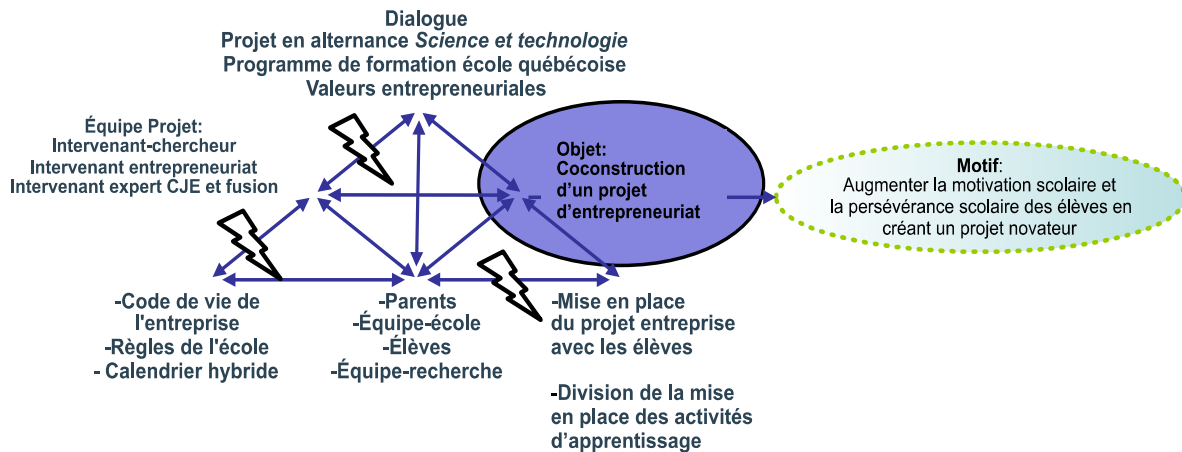 Dialogue
Projet en alternance Science et technologie
Programme de formation école québécoise
Valeurs entrepreneuriales
Équipe Projet:
Intervenant-chercheur
Intervenant entrepreneuriat
Intervenant expert CJE et fusion
Objet:
Coconstruction
d'un projet
d'entrepreneuriat
Motif:
Augmenter la motivation scolaire et
la persévérance scolaire des élèves en
créant un projet novateur
-Code de vie de
l'entreprise
-Règles de l'école
- Calendrier hybride
-Parents
-Équipe-école
-Élèves
-Équipe-recherche
-Mise en place
du projet entreprise
avec les élèves
-Division de la mise
en place des activités
d'apprentissage